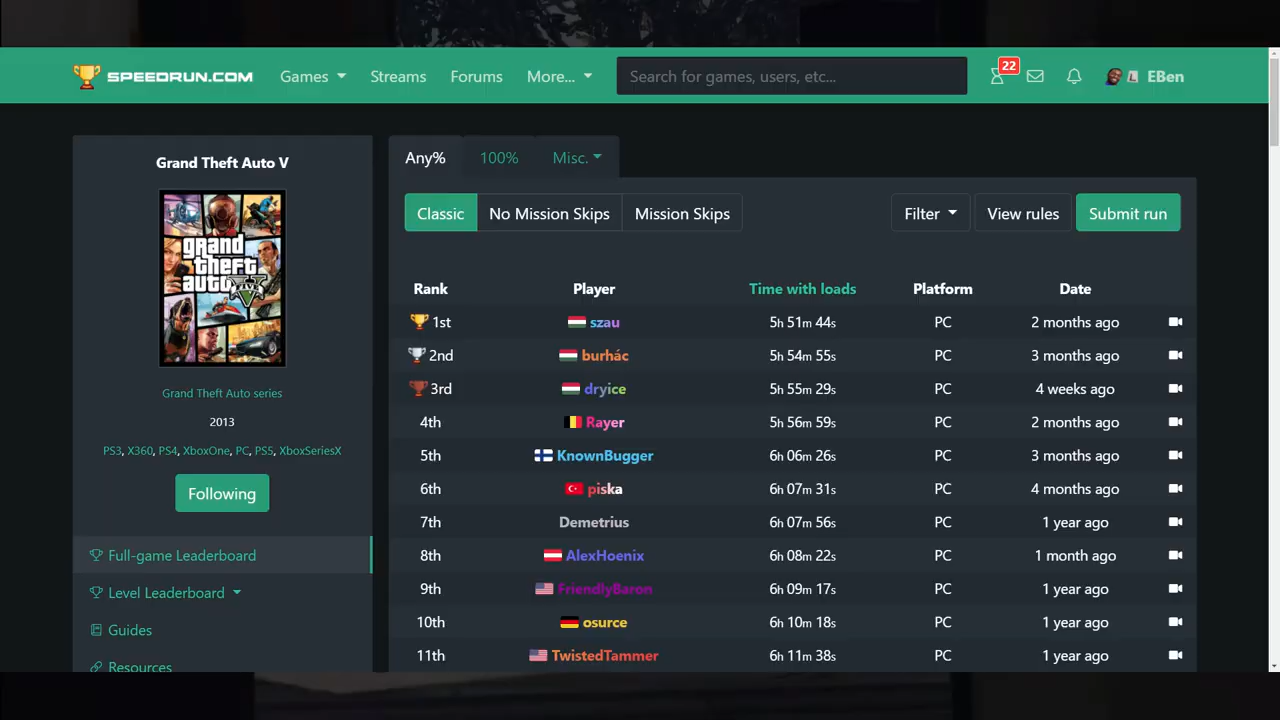 SPEEDRUN.COM Games Streams Forums More... Search for games, users, etc... 22 EBen
Grand Theft Auto V
grand
theft
auto
FIVE
Grand Theft Auto series
2013
PS3, X360, PS4, XboxOne, PC, PS5, XboxSeriesX
Following
Full-game Leaderboard
Level Leaderboard
Guides
Resources
Any% 100% Misc.
Classic No Mission Skips Mission Skips Filter View rules Submit run
Rank Player Time with loads Platform Date
1st szau 5h 51m 44s PC 2 months ago
2nd burhác 5h 54m 55s PC 3 months ago
3rd dryice 5h 55m 29s PC 4 weeks ago
4th Rayer 5h 56m 59s PC 2 months ago
5th KnownBugger 6h 06m 26s PC 3 months ago
6th piska 6h 07m 31s PC 4 months ago
7th Demetrius 6h 07m 56s PC 1 year ago
8th AlexHoenix 6h 08m 22s PC 1 month ago
9th FriendlyBaron 6h 09m 17s PC 1 year ago
10th osurce 6h 10m 18s PC 1 year ago
11th TwistedTammer 6h 11m 38s PC 1 year ago